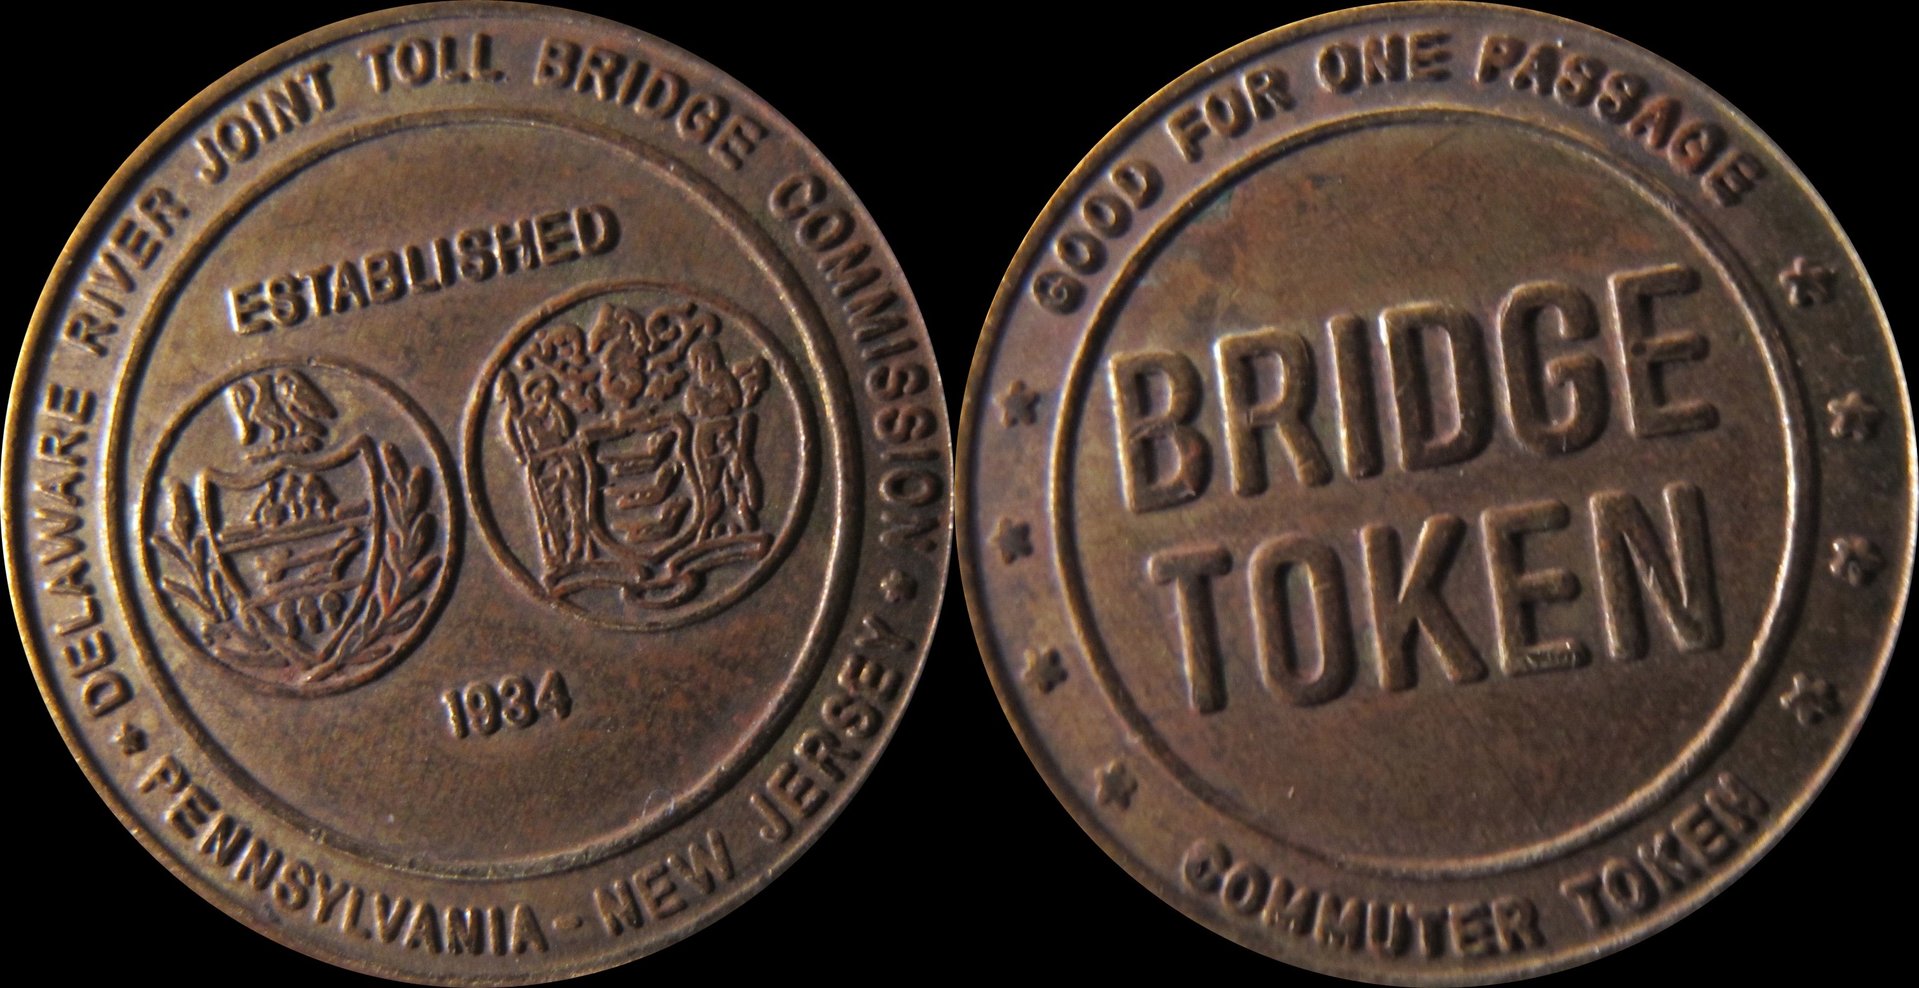 DELAWARE RIVER JOINT TOLL BRIDGE COMMISSION
ESTABLISHED
1934
PENNSYLVANIA - NEW JERSEY
GOOD FOR ONE PASSAGE
BRIDGE
TOKEN
COMMUTER TOKEN